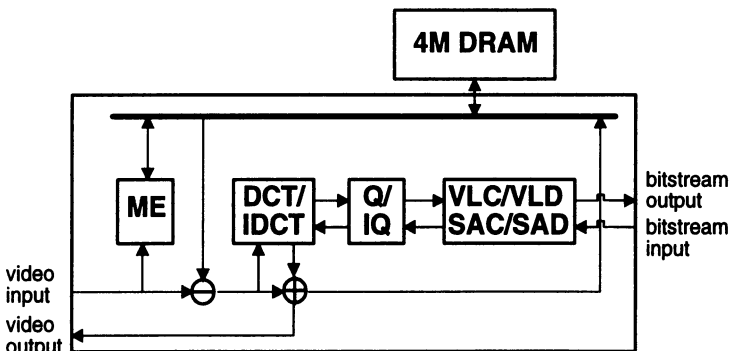 4M DRAM
ME
DCT/
IDCT
Q/
IQ
VLC/VLD
SAC/SAD
bitstream
output
bitstream
input
video
input
video
output